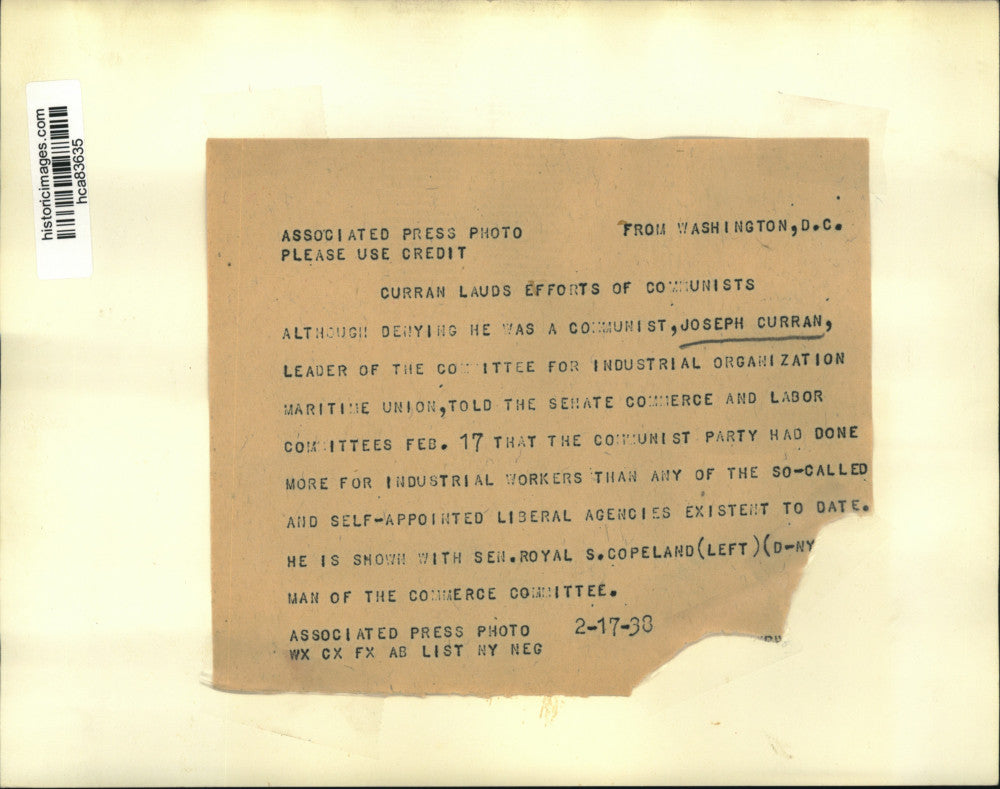 historicimages.com
hca83635
ASSOCIATED PRESS PHOTO FROM WASHINGTON,D.C.
PLEASE USE CREDIT
CURRAN LAUDS EFFORTS OF COMMUNISTS
ALTHOUGH DENYING HE WAS A COMMUNIST,JOSEPH CURRAN,
LEADER OF THE COMMITTEE FOR INDUSTRIAL ORGANIZATION
MARITIME UNION,TOLD THE SENATE COMMERCE AND LABOR
COMMITTEES FEB. 17 THAT THE COMMUNIST PARTY HAD DONE
MORE FOR INDUSTRIAL WORKERS THAN ANY OF THE SO-CALLED
AND SELF-APPOINTED LIBERAL AGENCIES EXISTENT TO DATE.
HE IS SHOWN WITH SEN.ROYAL S.COPELAND(LEFT)(D-NY
MAN OF THE COMMERCE COMMITTEE.
ASSOCIATED PRESS PHOTO 2-17-38
WX CX FX AB LIST NY NEG